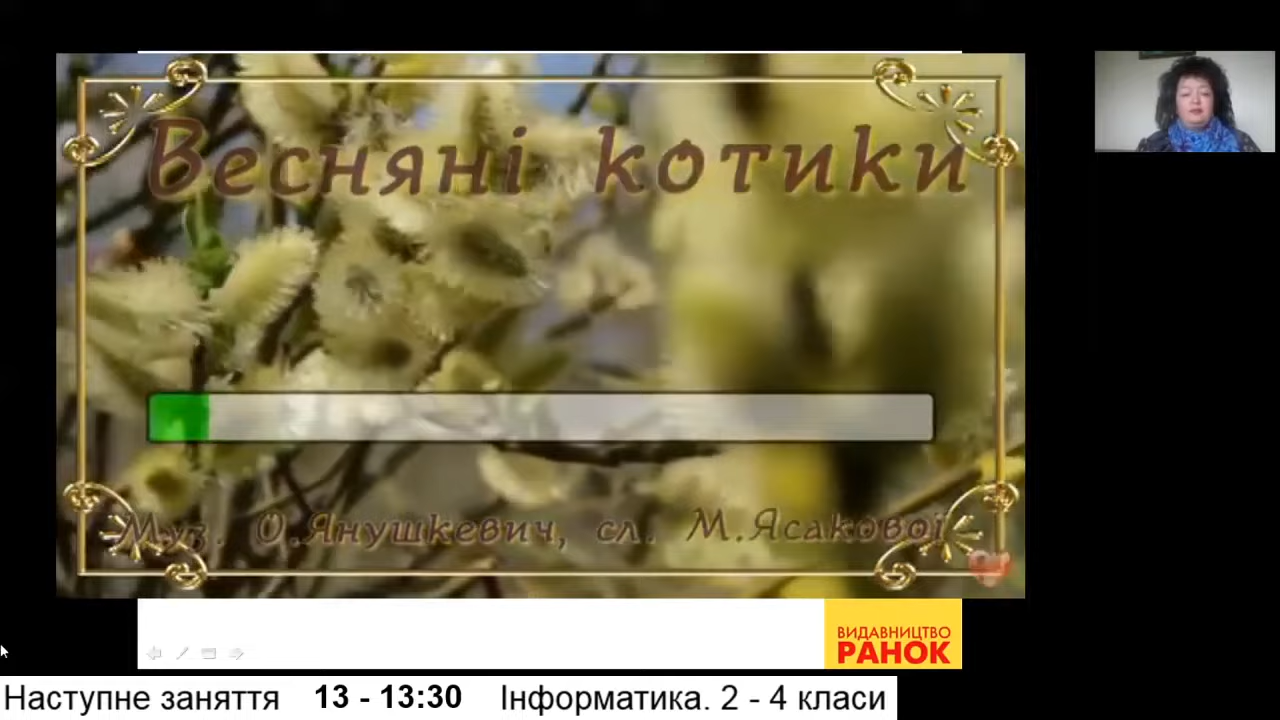 Весняні котики
Муз. О.Янушкевич, сл. М.Ясакової
ВИДАВНИЦТВО
РАНОК
Наступне заняття 13 - 13:30 Інформатика. 2 - 4 класи